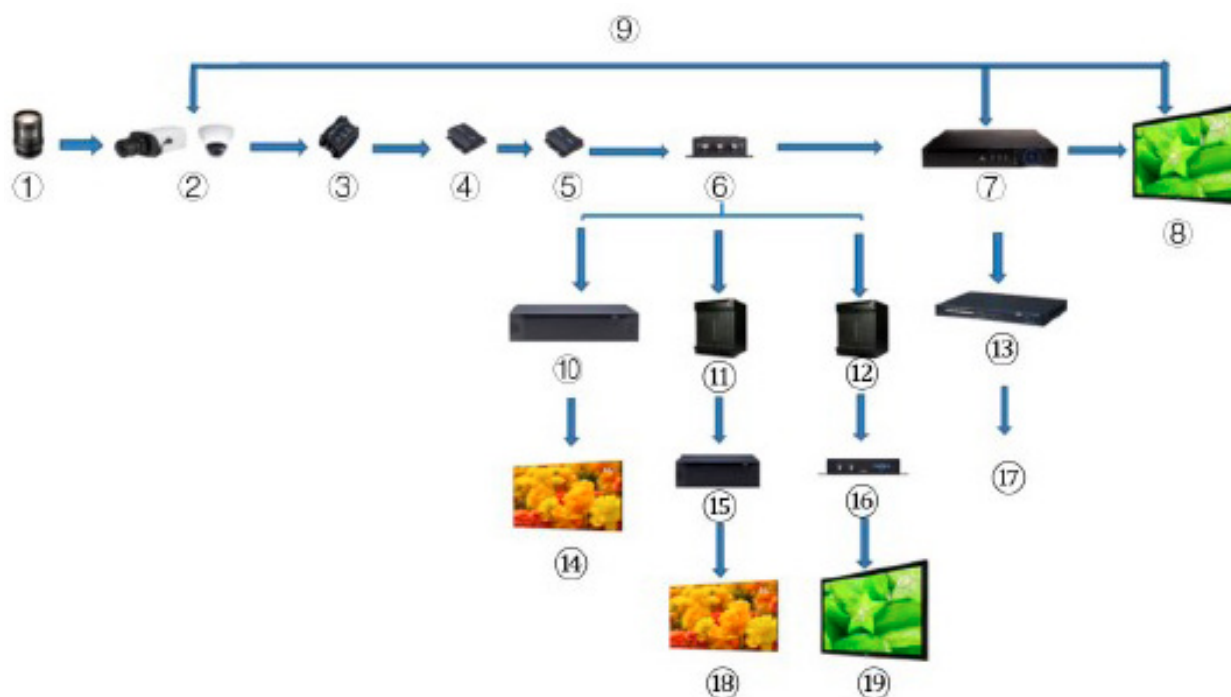 ⑨
① ② ③ ④ ⑤ ⑥ ⑦ ⑧
⑩ ⑪ ⑫ ⑬
⑭ ⑮ ⑯ ⑰
⑱ ⑲